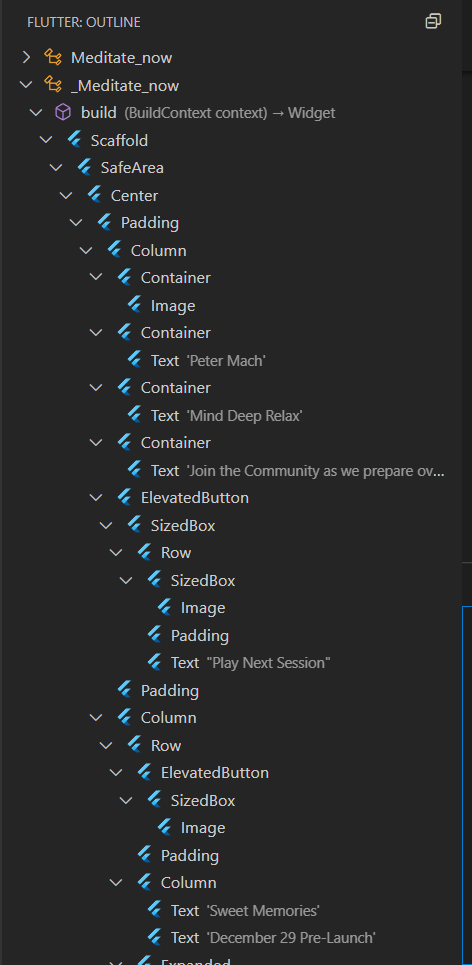 FLUTTER: OUTLINE
Meditate_now
_Meditate_now
build (BuildContext context) → Widget
Scaffold
SafeArea
Center
Padding
Column
Container
Image
Container
Text 'Peter Mach'
Container
Text 'Mind Deep Relax'
Container
Text 'Join the Community as we prepare ov...
ElevatedButton
SizedBox
Row
SizedBox
Image
Padding
Text "Play Next Session"
Padding
Column
Row
ElevatedButton
SizedBox
Image
Padding
Column
Text 'Sweet Memories'
Text 'December 29 Pre-Launch'
Expanded